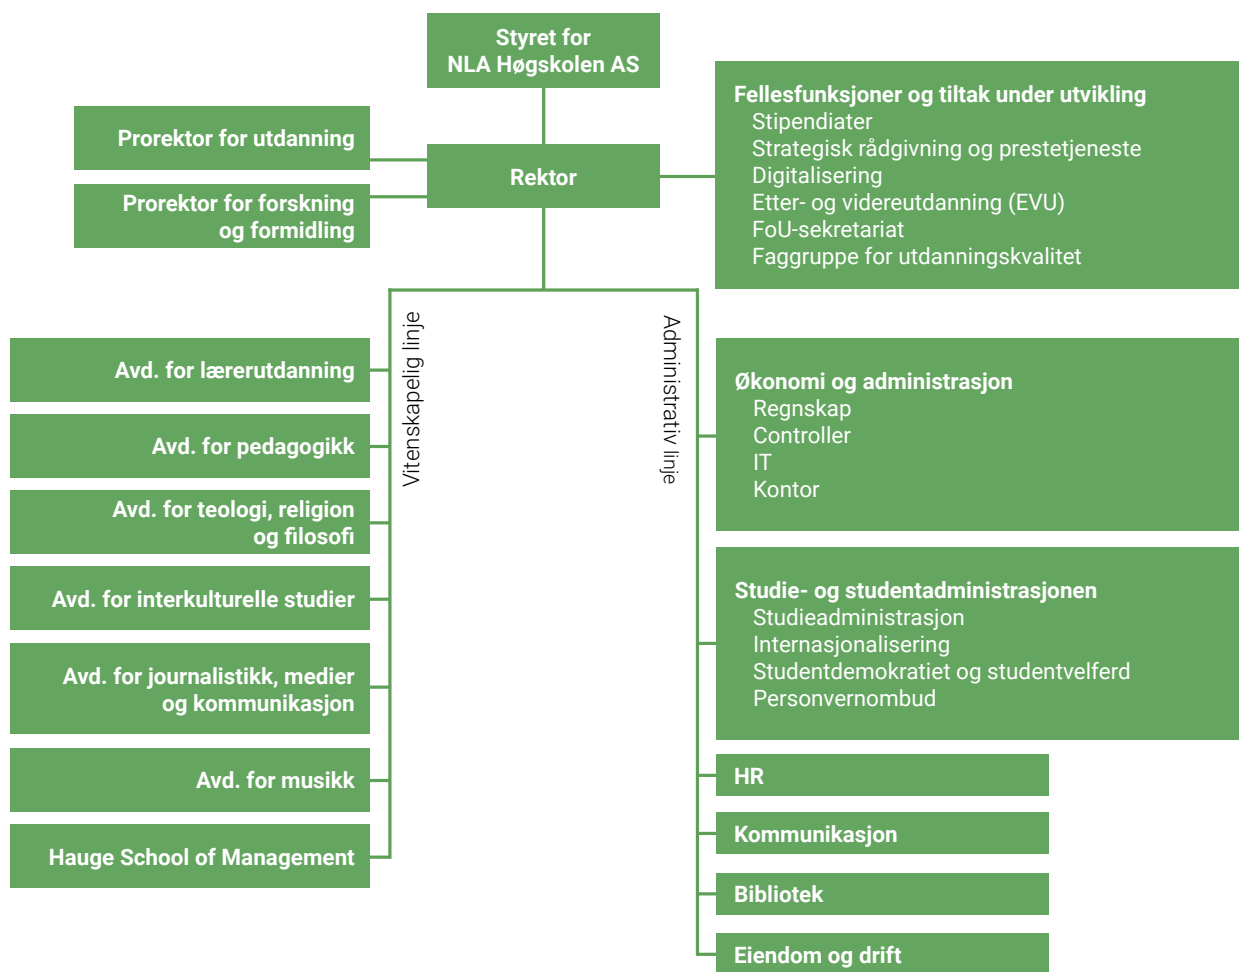 Styret for
NLA Høgskolen AS
Prorektor for utdanning
Prorektor for forskning
og formidling
Rektor
Fellesfunksjoner og tiltak under utvikling
Stipendiater
Strategisk rådgivning og prestetjeneste
Digitalisering
Etter- og videreutdanning (EVU)
FoU-sekretariat
Faggruppe for utdanningskvalitet
Vitenskapelig linje
Avd. for lærerutdanning
Avd. for pedagogikk
Avd. for teologi, religion
og filosofi
Avd. for interkulturelle studier
Avd. for journalistikk, medier
og kommunikasjon
Avd. for musikk
Hauge School of Management
Administrativ linje
Økonomi og administrasjon
Regnskap
Controller
IT
Kontor
Studie- og studentadministrasjonen
Studieadministrasjon
Internasjonalisering
Studentdemokratiet og studentvelferd
Personvernombud
HR
Kommunikasjon
Bibliotek
Eiendom og drift